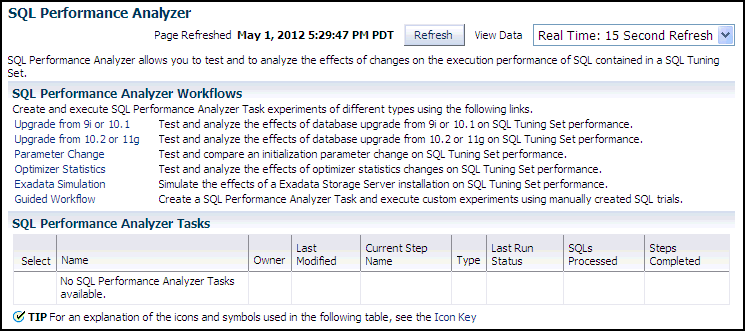 SQL Performance Analyzer
Page Refreshed May 1, 2012 5:29:47 PM PDT Refresh View Data Real Time: 15 Second Refresh
SQL Performance Analyzer allows you to test and to analyze the effects of changes on the execution performance of SQL contained in a SQL Tuning
Set.
SQL Performance Analyzer Workflows
Create and execute SQL Performance Analyzer Task experiments of different types using the following links.
Upgrade from 9i or 10.1 Test and analyze the effects of database upgrade from 9i or 10.1 on SQL Tuning Set performance.
Upgrade from 10.2 or 11g Test and analyze the effects of database upgrade from 10.2 or 11g on SQL Tuning Set performance.
Parameter Change Test and compare an initialization parameter change on SQL Tuning Set performance.
Optimizer Statistics Test and analyze the effects of optimizer statistics changes on SQL Tuning Set performance.
Exadata Simulation Simulate the effects of a Exadata Storage Server installation on SQL Tuning Set performance.
Guided Workflow Create a SQL Performance Analyzer Task and execute custom experiments using manually created SQL trials.
SQL Performance Analyzer Tasks
Select Name Owner Last Modified Current Step Name Type Last Run Status SQLs Processed Steps Completed
No SQL Performance Analyzer Tasks
available.
TIP For an explanation of the icons and symbols used in the following table, see the Icon Key